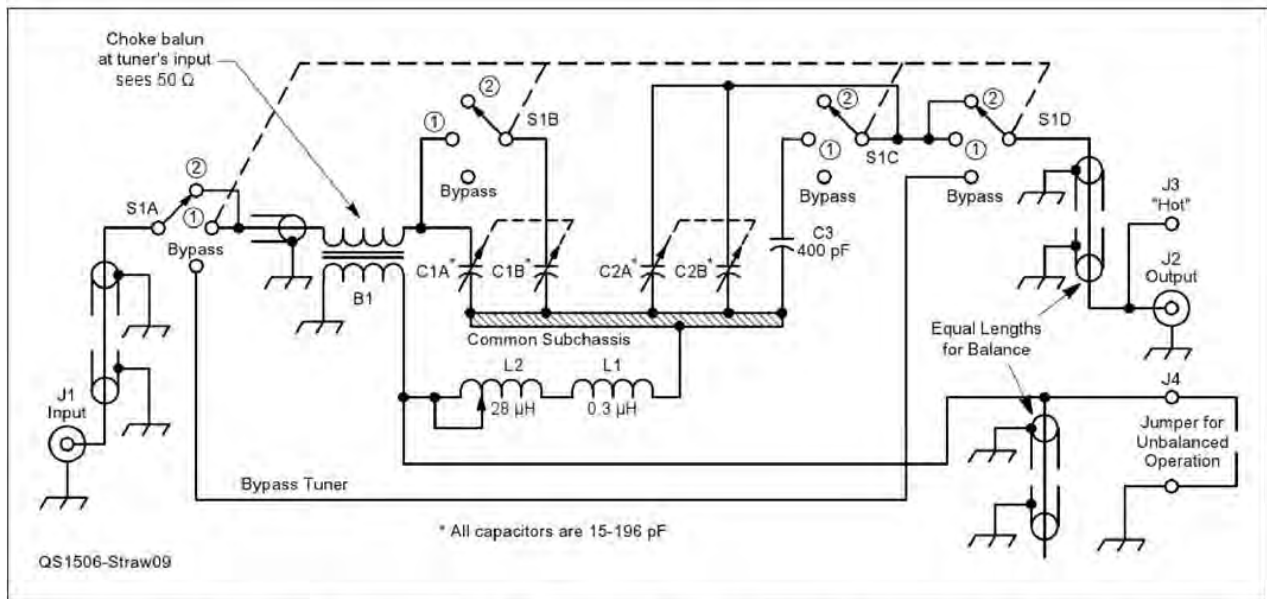 Choke balun
at tuner's input
sees 50 Ω
②
①
S1B
Bypass
②
①
S1C
Bypass
②
①
S1D
Bypass
②
S1A
①
Bypass
J3
"Hot"
J2
Output
C3
400 pF
C1A*
C1B*
C2A*
C2B*
B1
Common Subchassis
Equal Lengths
for Balance
L2
28 µH
L1
0.3 µH
J4
Jumper for
Unbalanced
Operation
J1
Input
Bypass Tuner
* All capacitors are 15-196 pF
QS1506-Straw09